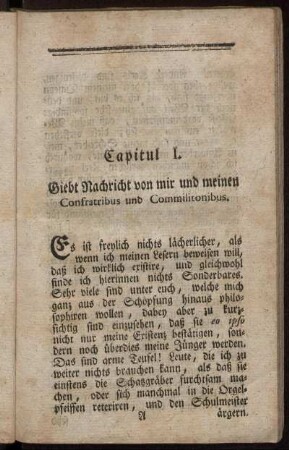 Capitul I.
Giebt Nachricht von mir und meinen
Confratribus und Commilitonibus.
Es ist freylich nichts lächerlicher, als
wenn ich meinen Lesern beweisen will,
daß ich wirklich existire, und gleichwohl
finde ich hierinnen nichts Sonderbares.
Sehr viele sind unter euch, welche mich
ganz aus der Schöpfung hinaus philo-
sophiren wollen, dabey aber zu kurz-
sichtig sind einzusehen, daß sie eo ipso
nicht nur meine Existenz bestätigen, son-
dern noch überdies meine Jünger werden.
Das sind arme Teufel! Leute, die ich zu
weiter nichts brauchen kann, als daß sie
einstens die Schatzgräber furchtsam ma-
chen, oder sich manchmal in die Orgel-
pfeiffen reteriren, und den Schulmeister
A ärgern.